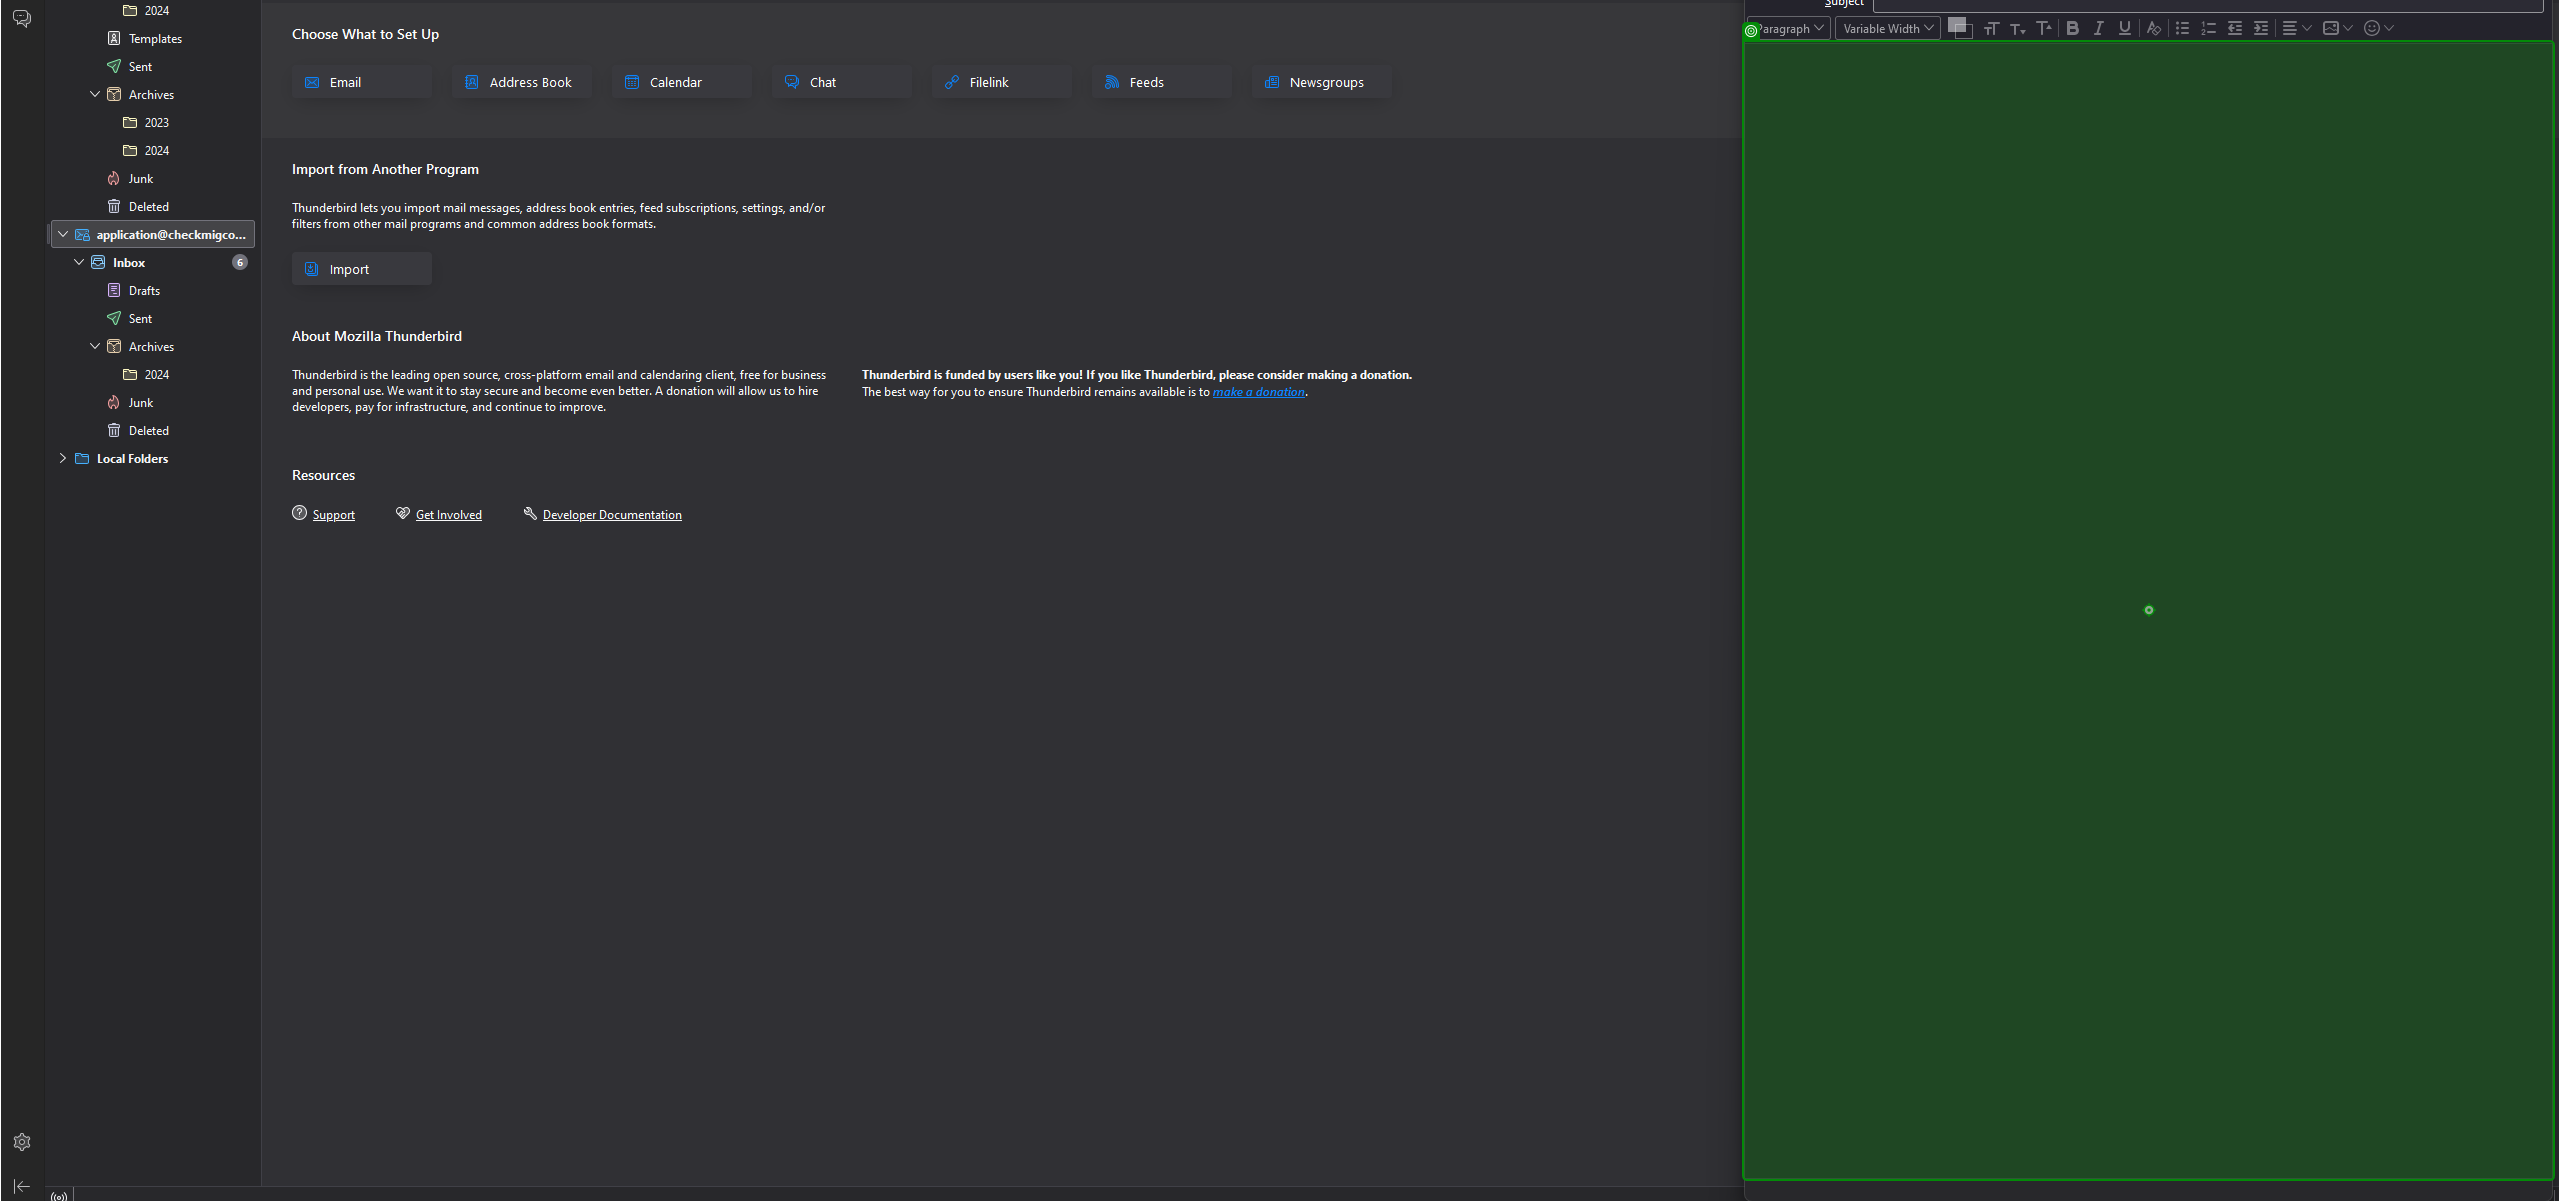 2024
Templates
Sent
Archives
2023
2024
Junk
Deleted
application@checkmigco...
Inbox 6
Drafts
Sent
Archives
2024
Junk
Deleted
Local Folders
Choose What to Set Up
Email Address Book Calendar Chat Filelink Feeds Newsgroups
Import from Another Program
Thunderbird lets you import mail messages, address book entries, feed subscriptions, settings, and/or
filters from other mail programs and common address book formats.
Import
About Mozilla Thunderbird
Thunderbird is the leading open source, cross-platform email and calendaring client, free for business
and personal use. We want it to stay secure and become even better. A donation will allow us to hire
developers, pay for infrastructure, and continue to improve.
Thunderbird is funded by users like you! If you like Thunderbird, please consider making a donation.
The best way for you to ensure Thunderbird remains available is to make a donation.
Resources
Support Get Involved Developer Documentation
Subject
aragraph Variable Width